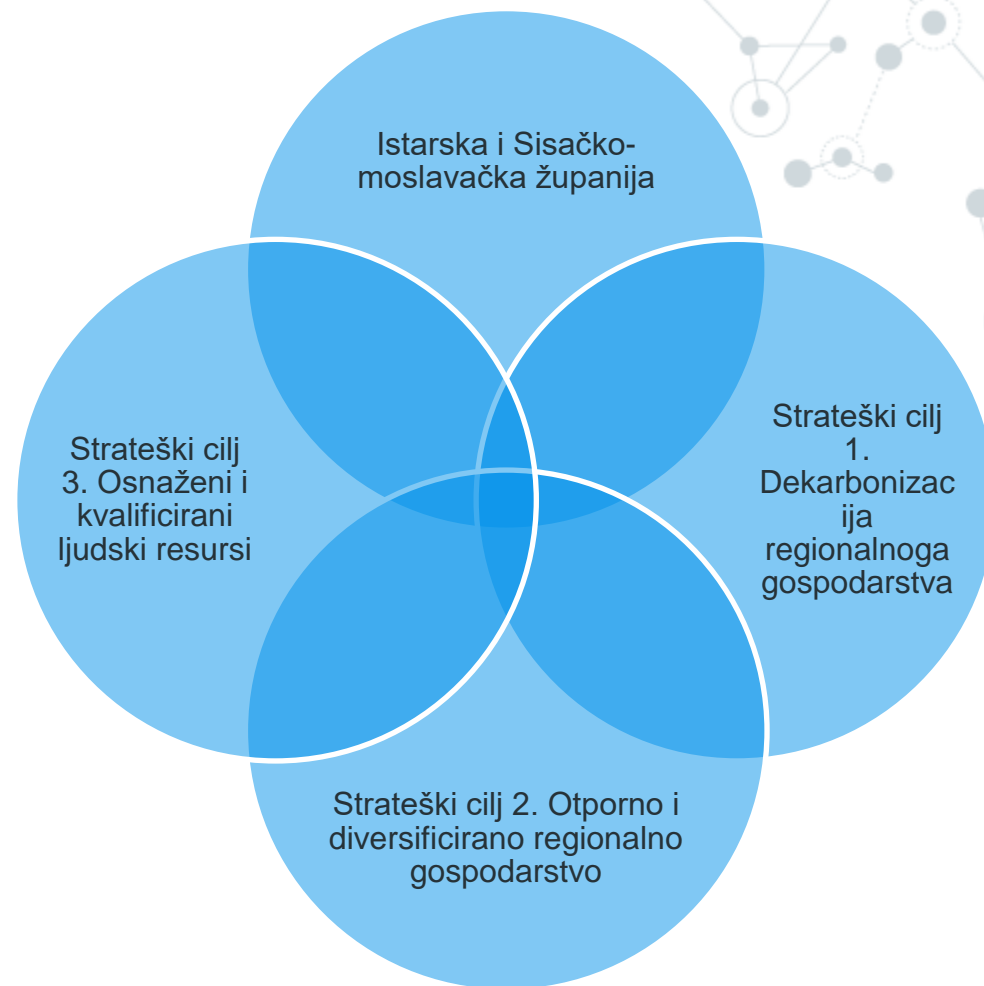 Istarska i Sisačko-
moslavačka županija
Strateški cilj
1.
Dekarbonizac
ija
regionalnoga
gospodarstva
Strateški cilj 2. Otporno i
diversificirano regionalno
gospodarstvo
Strateški cilj
3. Osnaženi i
kvalificirani
ljudski resursi